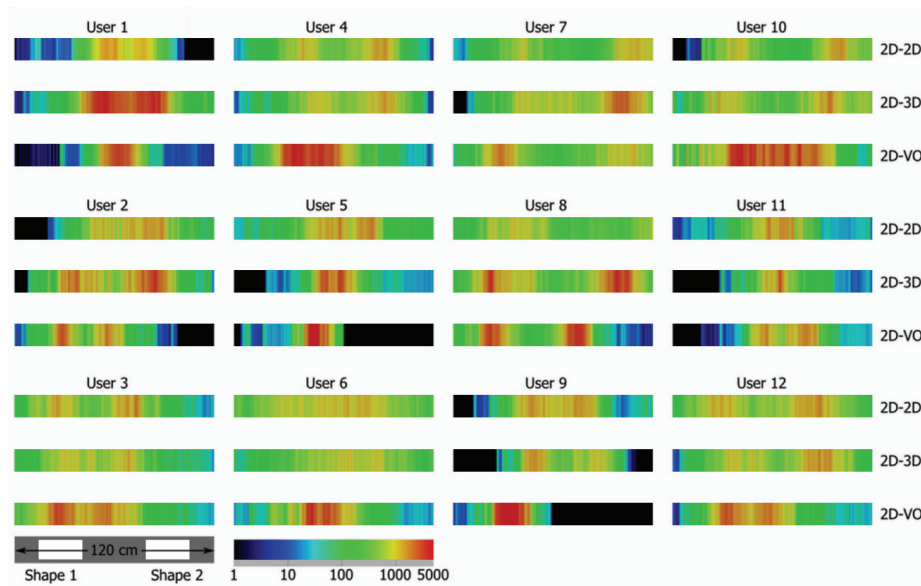 User 1 User 4 User 7 User 10
2D-2D
2D-3D
2D-VO
User 2 User 5 User 8 User 11
2D-2D
2D-3D
2D-VO
User 3 User 6 User 9 User 12
2D-2D
2D-3D
2D-VO
120 cm
Shape 1 Shape 2
1 10 100 1000 5000